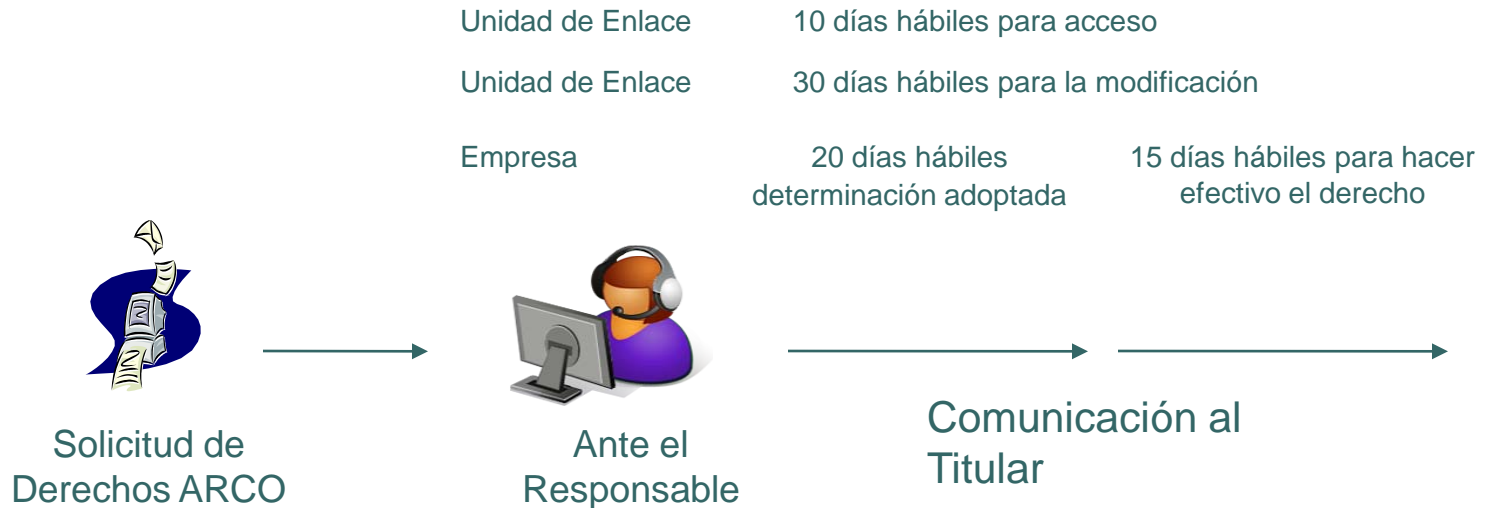 Unidad de Enlace 10 días hábiles para acceso
Unidad de Enlace 30 días hábiles para la modificación
Empresa 20 días hábiles 15 días hábiles para hacer
determinación adoptada efectivo el derecho
Solicitud de
Derechos ARCO
Ante el
Responsable
Comunicación al
Titular